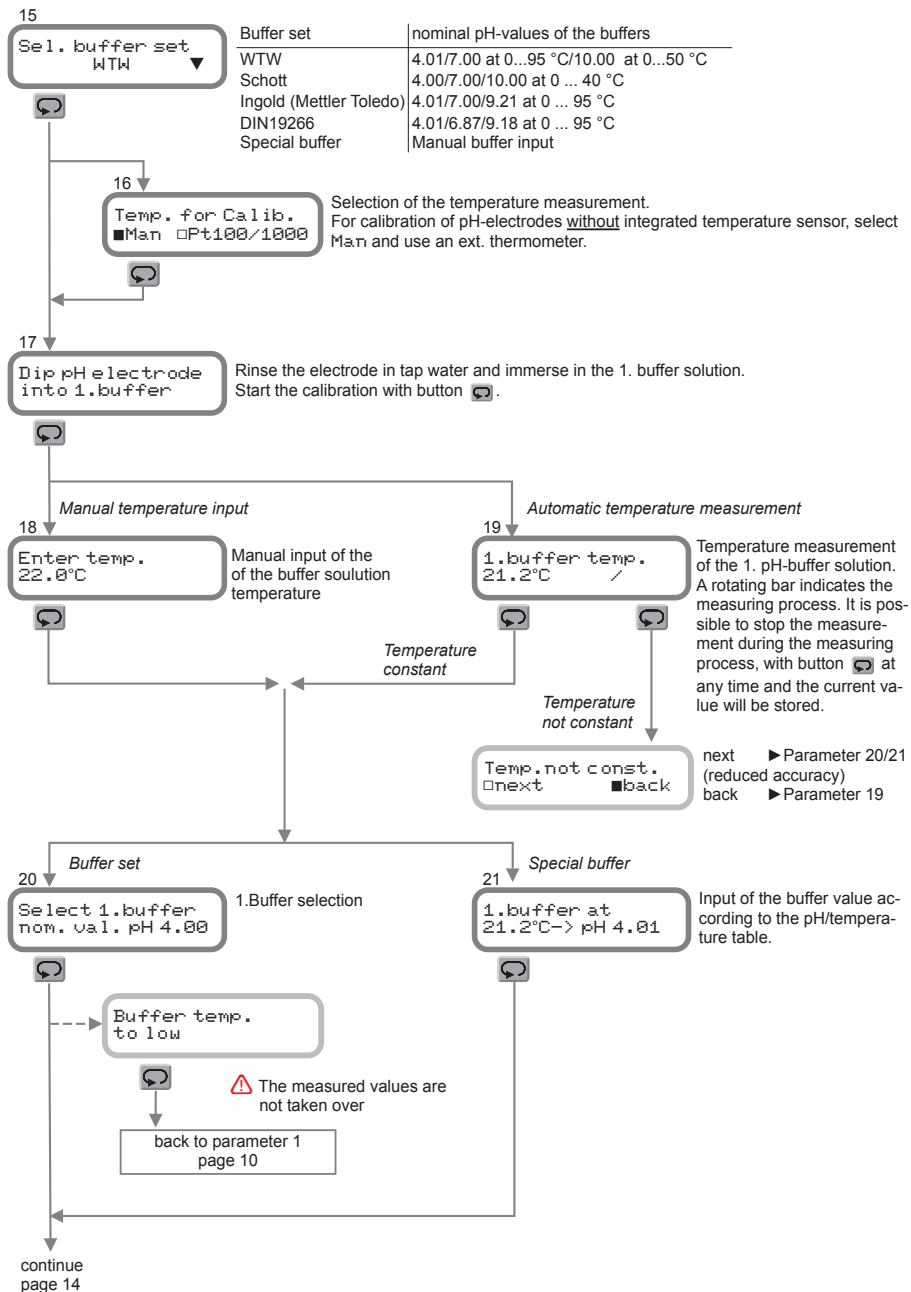 15
Sel. buffer set
WTW ▼
Buffer set nominal pH-values of the buffers
WTW 4.01/7.00 at 0...95 °C/10.00 at 0...50 °C
Schott 4.00/7.00/10.00 at 0 ... 40 °C
Ingold (Mettler Toledo) 4.01/7.00/9.21 at 0 ... 95 °C
DIN19266 4.01/6.87/9.18 at 0 ... 95 °C
Special buffer Manual buffer input
16
Temp. for Calib.
■Man □Pt100/1000
Selection of the temperature measurement.
For calibration of pH-electrodes without integrated temperature sensor, select
Man and use an ext. thermometer.
17
Dip pH electrode
into 1.buffer
Rinse the electrode in tap water and immerse in the 1. buffer solution.
Start the calibration with button .
Manual temperature input
Automatic temperature measurement
18
Enter temp.
22.0°C
Manual input of the
of the buffer soulution
temperature
19
1.buffer temp.
21.2°C /
Temperature measurement
of the 1. pH-buffer solution.
A rotating bar indicates the
measuring process. It is pos-
sible to stop the measure-
ment during the measuring
process, with button at
any time and the current va-
lue will be stored.
Temperature
constant
Temperature
not constant
Temp.not const.
□next ■back
next ►Parameter 20/21
(reduced accuracy)
back ►Parameter 19
Buffer set
Special buffer
20
Select 1.buffer
nom. val. pH 4.00
1.Buffer selection
21
1.buffer at
21.2°C-> pH 4.01
Input of the buffer value ac-
cording to the pH/tempera-
ture table.
Buffer temp.
to low
The measured values are
not taken over
back to parameter 1
page 10
continue
page 14